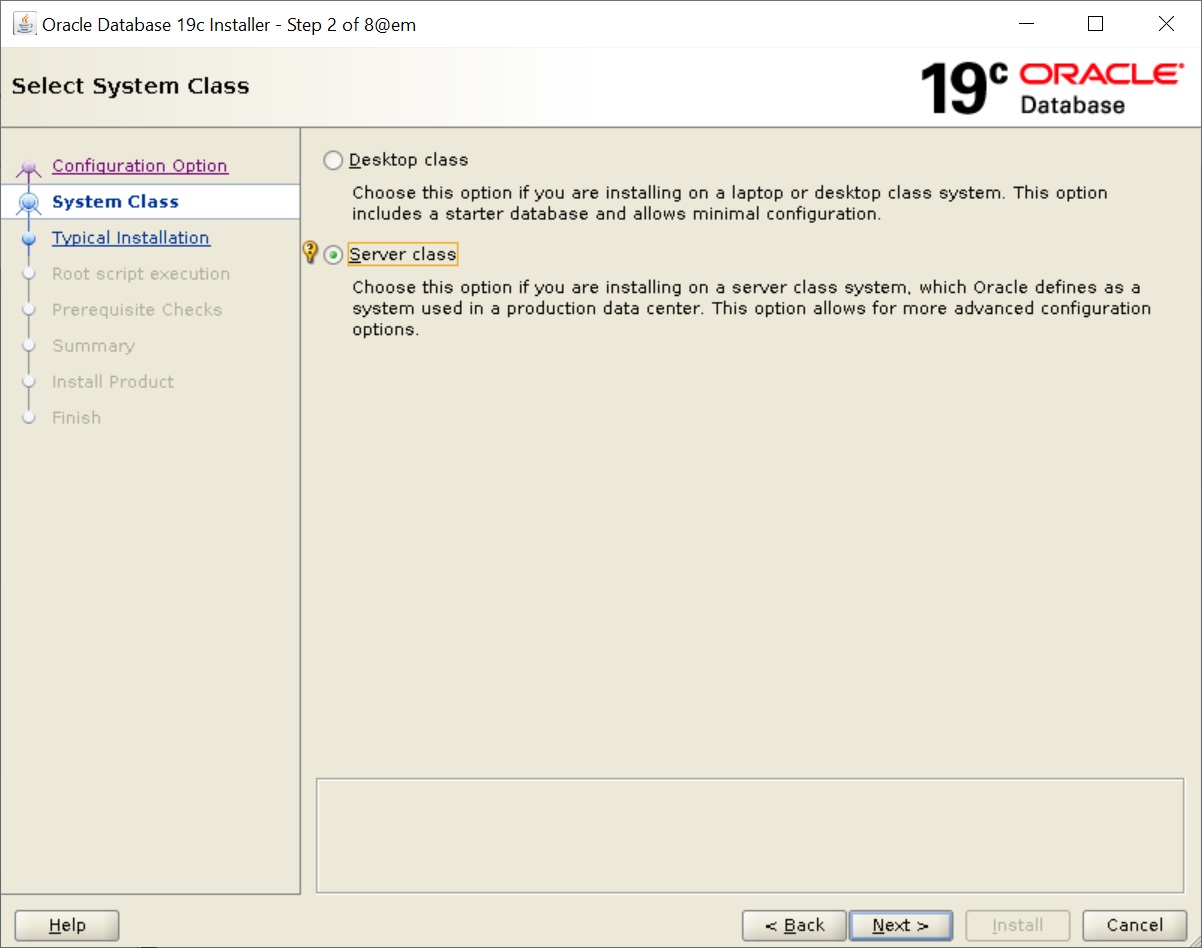 Oracle Database 19c Installer - Step 2 of 8@em
Select System Class
19c ORACLE
Database
Configuration Option
System Class
Typical Installation
Root script execution
Prerequisite Checks
Summary
Install Product
Finish
Desktop class
Choose this option if you are installing on a laptop or desktop class system. This option
includes a starter database and allows minimal configuration.
Server class
Choose this option if you are installing on a server class system, which Oracle defines as a
system used in a production data center. This option allows for more advanced configuration
options.
Help
< Back
Next >
Install
Cancel